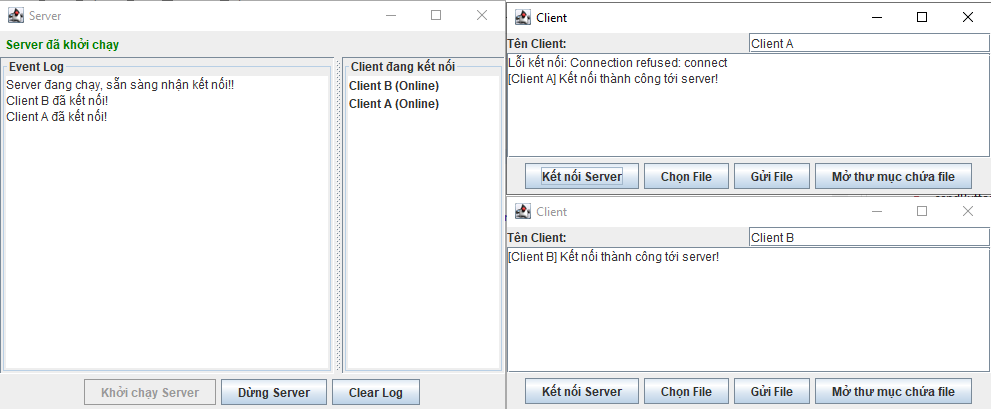 Server
Server đã khởi chạy
Event Log
Server đang chạy, sẵn sàng nhận kết nối!!
Client B đã kết nối!
Client A đã kết nối!
Client đang kết nối
Client B (Online)
Client A (Online)
Khởi chạy Server
Dừng Server
Clear Log
Client
Tên Client:
Client A
Lỗi kết nối: Connection refused: connect
[Client A] Kết nối thành công tới server!
Kết nối Server
Chọn File
Gửi File
Mở thư mục chứa file
Client
Tên Client:
Client B
[Client B] Kết nối thành công tới server!
Kết nối Server
Chọn File
Gửi File
Mở thư mục chứa file